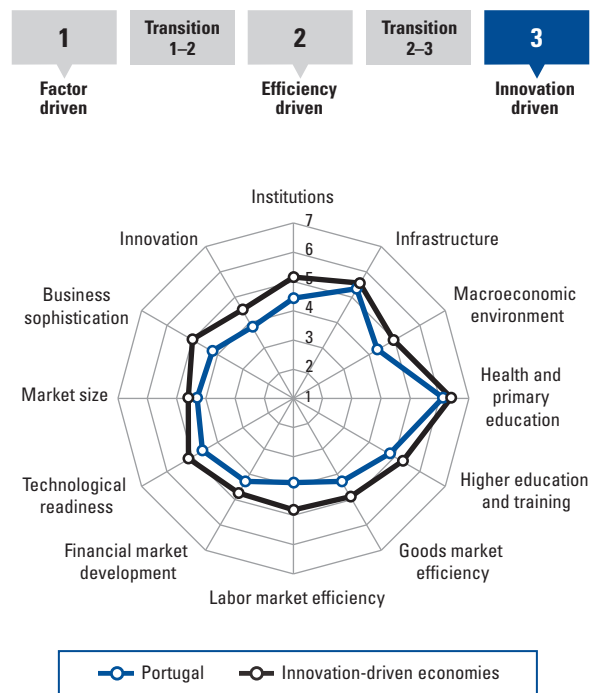 1
Transition
1–2
2
Transition
2–3
3
Factor
driven
Efficiency
driven
Innovation
driven
Institutions
7
Innovation
Infrastructure
6
5
Business
sophistication
Macroeconomic
environment
4
3
2
Market size
1
Health and
primary
education
Technological
readiness
Higher education
and training
Financial market
development
Goods market
efficiency
Labor market efficiency
Portugal
Innovation-driven economies